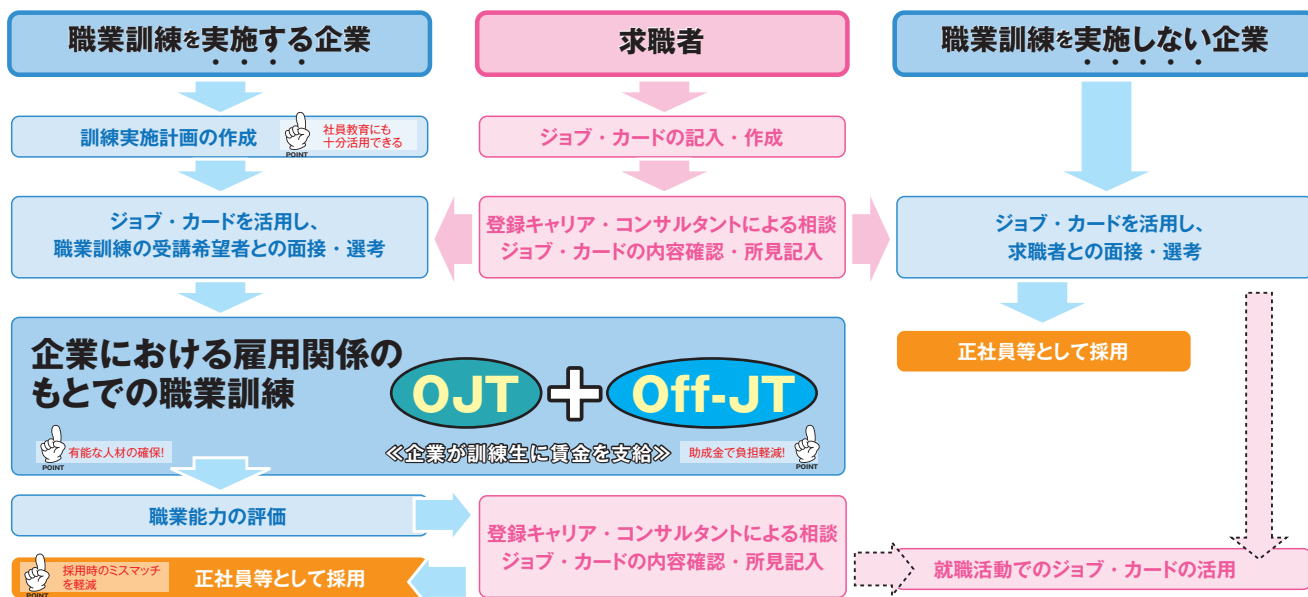 職業訓練を実施する企業
求職者
職業訓練を実施しない企業
訓練実施計画の作成
POINT
社員教育にも
十分活用できる
ジョブ・カードの記入・作成
ジョブ・カードを活用し、
職業訓練の受講希望者との面接・選考
登録キャリア・コンサルタントによる相談
ジョブ・カードの内容確認・所見記入
ジョブ・カードを活用し、
求職者との面接・選考
企業における雇用関係の
もとでの職業訓練
OJT + Off-JT
POINT
有能な人材の確保!
≪企業が訓練生に賃金を支給≫
助成金で負担軽減!
POINT
正社員等として採用
職業能力の評価
登録キャリア・コンサルタントによる相談
ジョブ・カードの内容確認・所見記入
POINT
採用時のミスマッチ
を軽減
正社員等として採用
就職活動でのジョブ・カードの活用